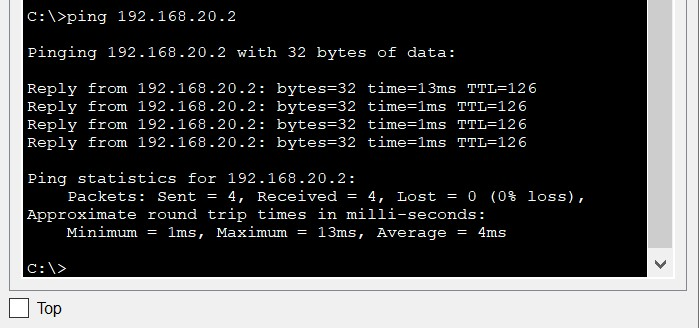 C:\>ping 192.168.20.2
Pinging 192.168.20.2 with 32 bytes of data:
Reply from 192.168.20.2: bytes=32 time=13ms TTL=126
Reply from 192.168.20.2: bytes=32 time=1ms TTL=126
Reply from 192.168.20.2: bytes=32 time=1ms TTL=126
Reply from 192.168.20.2: bytes=32 time=1ms TTL=126
Ping statistics for 192.168.20.2:
    Packets: Sent = 4, Received = 4, Lost = 0 (0% loss),
Approximate round trip times in milli-seconds:
    Minimum = 1ms, Maximum = 13ms, Average = 4ms
C:\>
Top